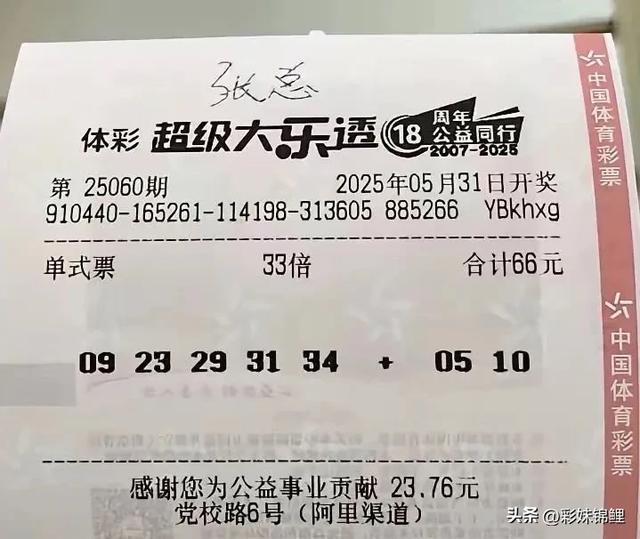 张总
体彩 超级大乐透 18 周年 公益同行 2007-2025
第 25060期 2025年05月31日开奖
910440-165261-114198-313605 885266 YBkhxg
单式票 33倍 合计66元
09 23 29 31 34 + 05 10
感谢您为公益事业贡献 23.76元
党校路6号（阿里渠道）
中国体育彩票
中国体育彩票
头条 @彩妹锦鲤